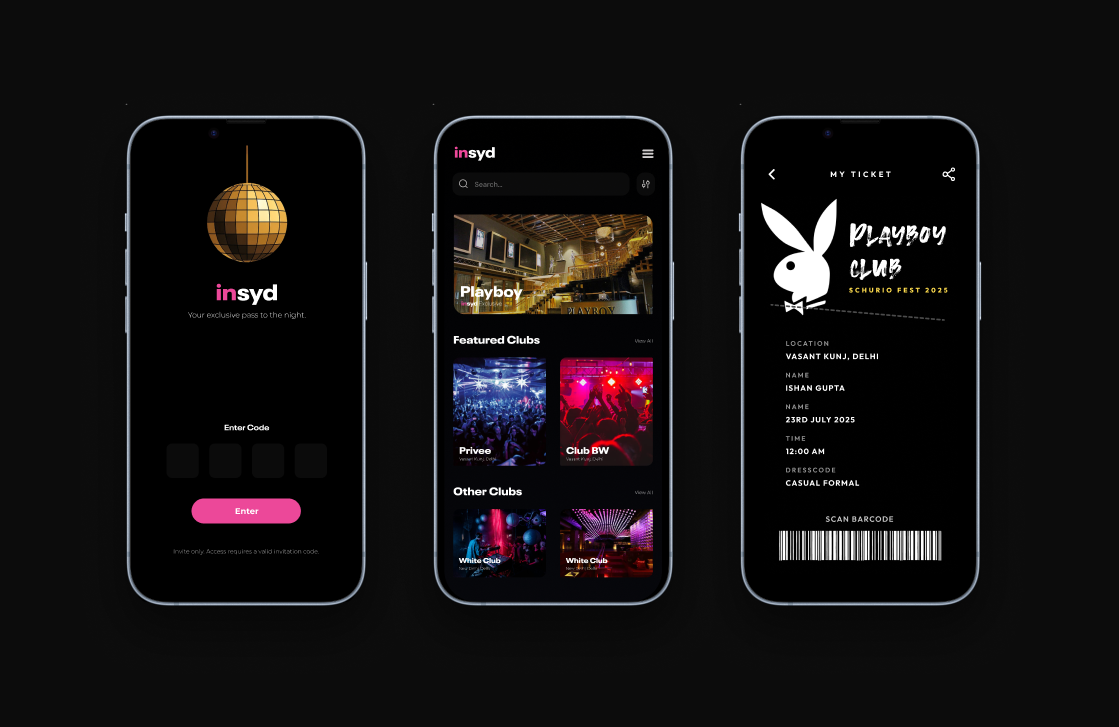 insyd
Your exclusive pass to the night.
Enter Code
Enter
Invite only. Access requires a valid invitation code.
insyd
Search...
Playboy
insyd Exclusive
PLAYBOY
Featured Clubs
View All
Privee
Vasant Kunj, Delhi
Club BW
Vasant Kunj, Delhi
Other Clubs
View All
White Club
New Delhi, Delhi
White Club
New Delhi, Delhi
MY TICKET
PLAYBOY
CLUB
SCHURIO FEST 2025
LOCATION
VASANT KUNJ, DELHI
NAME
ISHAN GUPTA
NAME
23RD JULY 2025
TIME
12:00 AM
DRESSCODE
CASUAL FORMAL
SCAN BARCODE